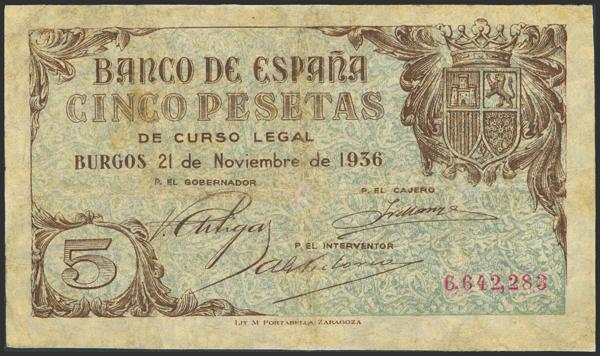 BANCO DE ESPAÑA
CINCO PESETAS
DE CURSO LEGAL
BURGOS 21 de Noviembre de 1936
P. EL GOBERNADOR
P. EL CAJERO
P. EL INTERVENTOR
5
6.642,283
LIT. M PORTABELLA ZARAGOZA